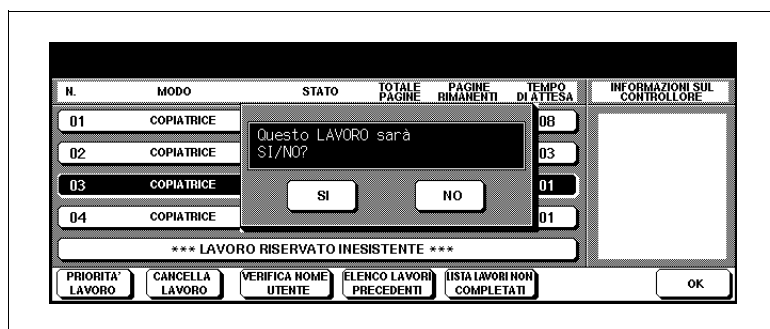 N. MODO STATO TOTALE PAGINE PAGINE RIMANENTI TEMPO DI ATTESA INFORMAZIONI SUL CONTROLLORE
01 COPIATRICE 08
Questo LAVORO sarà
SI/NO?
02 COPIATRICE 03
03 COPIATRICE 01
SI NO
04 COPIATRICE 01
*** LAVORO RISERVATO INESISTENTE ***
PRIORITA' LAVORO CANCELLA LAVORO VERIFICA NOME UTENTE ELENCO LAVORI PRECEDENTI LISTA LAVORI NON COMPLETATI OK